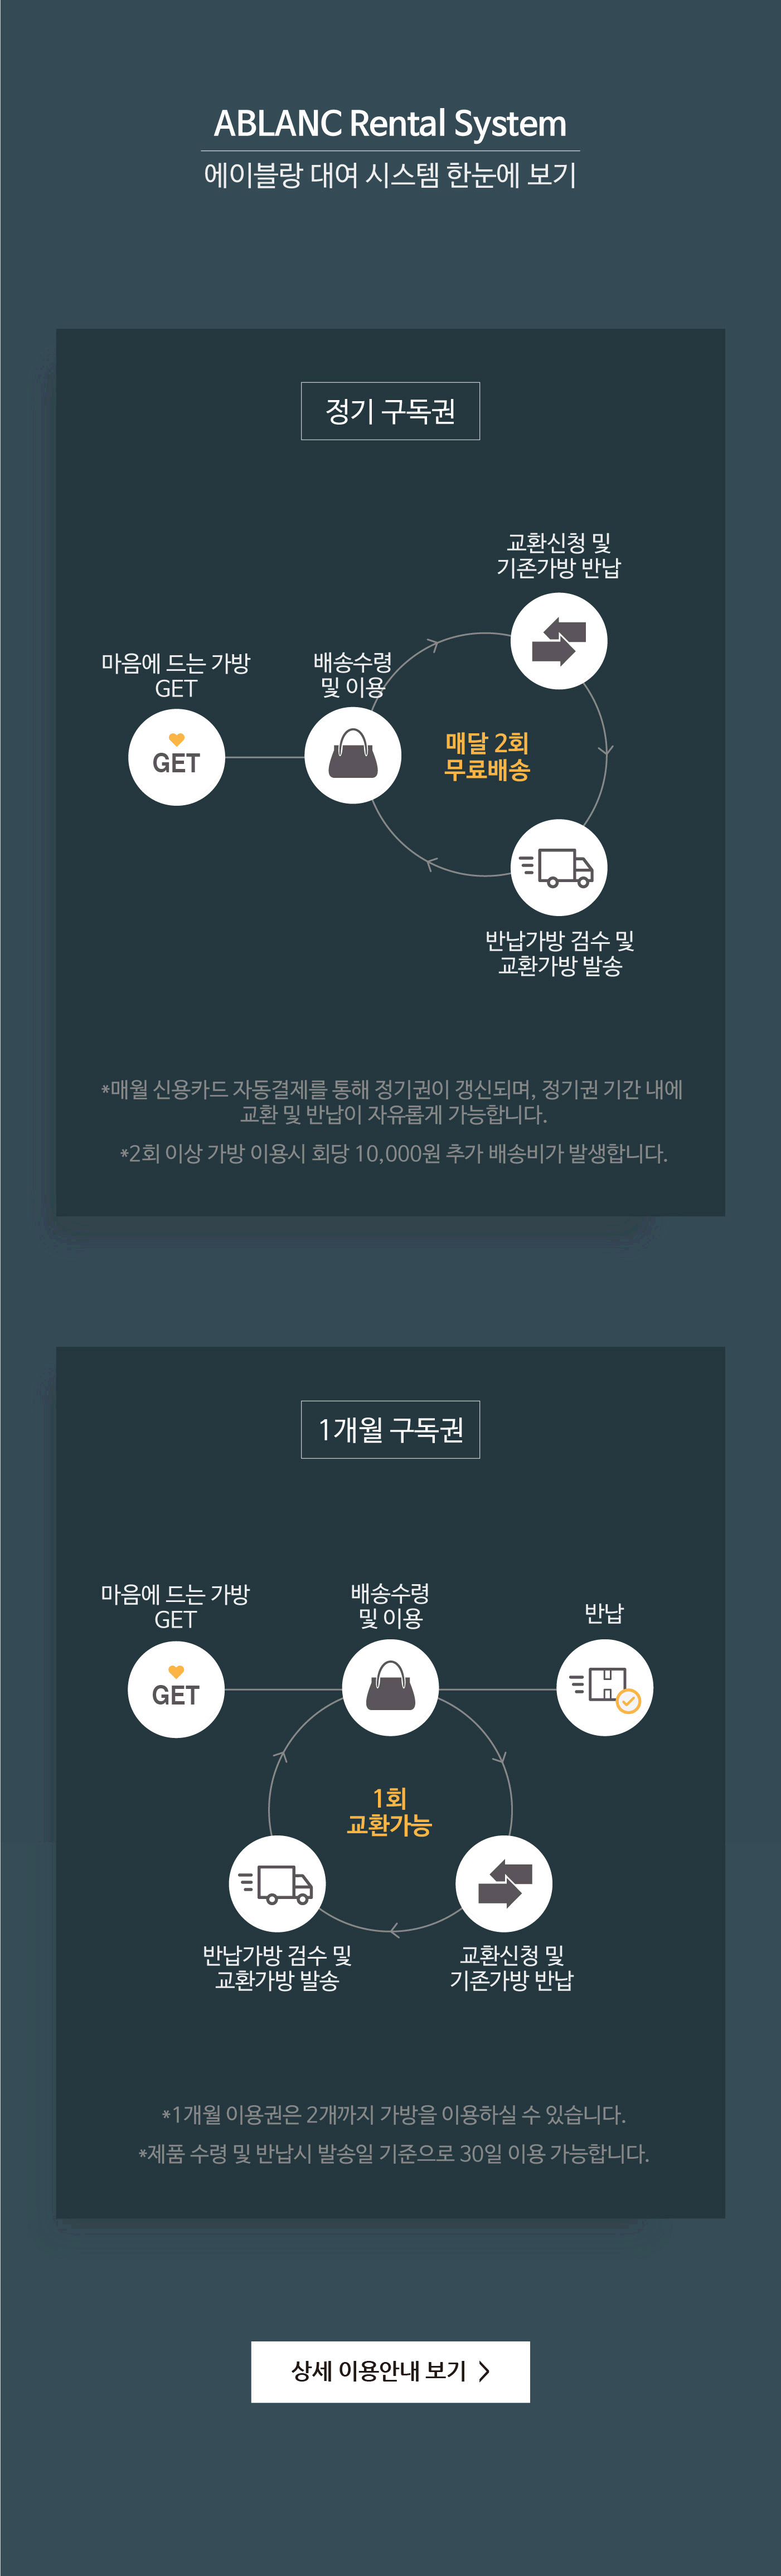 ABLANC Rental System
에이블랑 대여 시스템 한눈에 보기
정기 구독권
교환신청 및
기존가방 반납
마음에 드는 가방
GET
배송수령
및 이용
GET
매달 2회
무료배송
반납가방 검수 및
교환가방 발송
*매월 신용카드 자동결제를 통해 정기권이 갱신되며, 정기권 기간 내에
교환 및 반납이 자유롭게 가능합니다.
*2회 이상 가방 이용시 회당 10,000원 추가 배송비가 발생합니다.
1개월 구독권
마음에 드는 가방
GET
배송수령
및 이용
반납
GET
1회
교환가능
반납가방 검수 및
교환가방 발송
교환신청 및
기존가방 반납
*1개월 이용권은 2개까지 가방을 이용하실 수 있습니다.
*제품 수령 및 반납시 발송일 기준으로 30일 이용 가능합니다.
상세 이용안내 보기 >